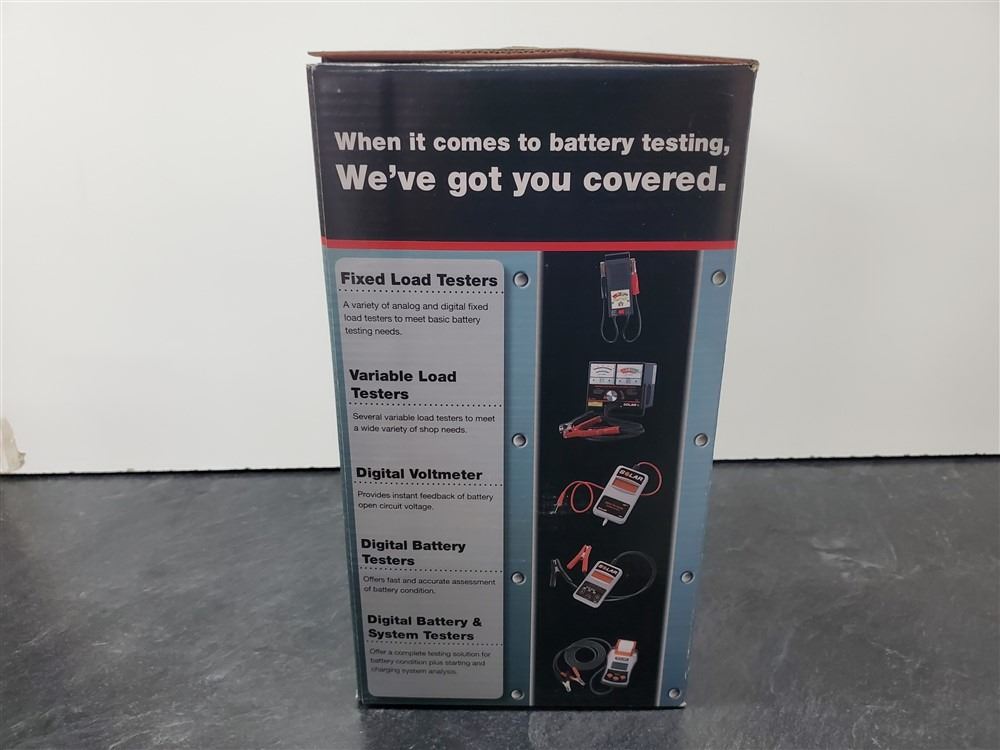 When it comes to battery testing,
We've got you covered.
Fixed Load Testers
A variety of analog and digital fixed
load testers to meet basic battery
testing needs.
Variable Load
Testers
Several variable load testers to meet
a wide variety of shop needs.
Digital Voltmeter
Provides instant feedback of battery
open circuit voltage.
Digital Battery
Testers
Offers fast and accurate assessment
of battery condition.
Digital Battery &
System Testers
Offer a complete testing solution for
battery condition plus starting and
charging system analysis.
SOLAR
SOLAR
SOLAR